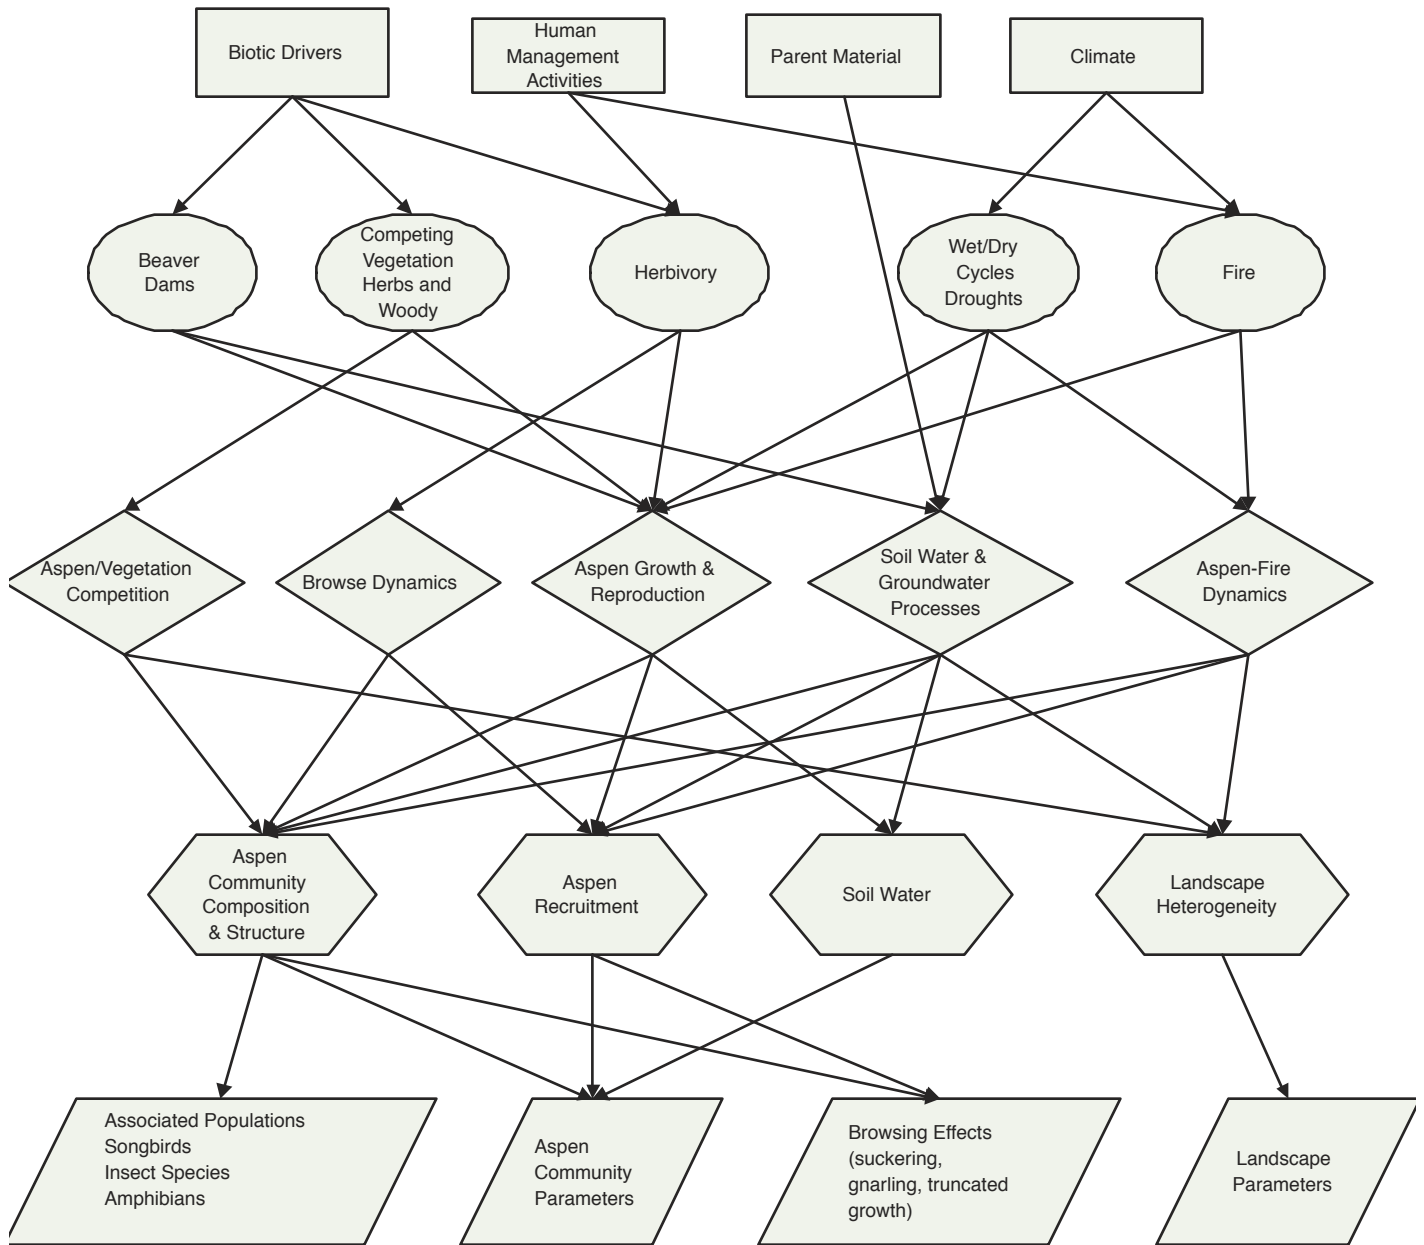 Biotic Drivers
Human
Management
Activities
Parent Material
Climate
Beaver
Dams
Competing
Vegetation
Herbs and
Woody
Herbivory
Wet/Dry
Cycles
Droughts
Fire
Aspen/Vegetation
Competition
Browse Dynamics
Aspen Growth &
Reproduction
Soil Water &
Groundwater
Processes
Aspen-Fire
Dynamics
Aspen
Community
Composition
& Structure
Aspen
Recruitment
Soil Water
Landscape
Heterogeneity
Associated Populations
Songbirds
Insect Species
Amphibians
Aspen
Community
Parameters
Browsing Effects
(suckering,
gnarling, truncated
growth)
Landscape
Parameters